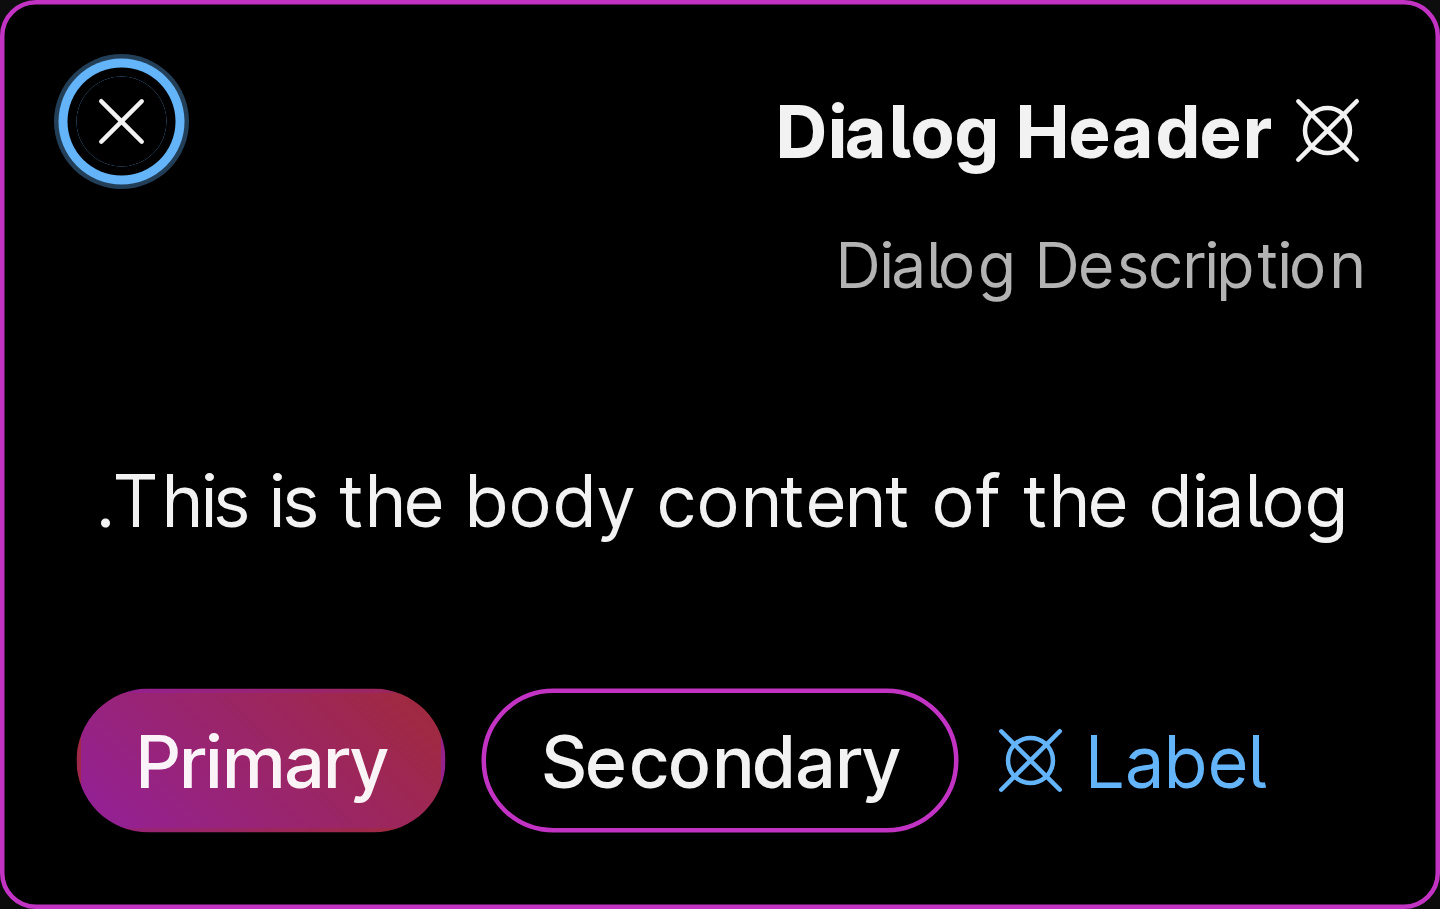 Dialog Header
Dialog Description
.This is the body content of the dialog
Primary
Secondary
Label